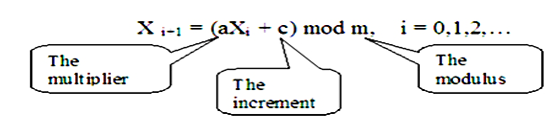 X i=1 = (aXi + c) mod m, i = 0,1,2,...
The multiplier
The increment
The modulus